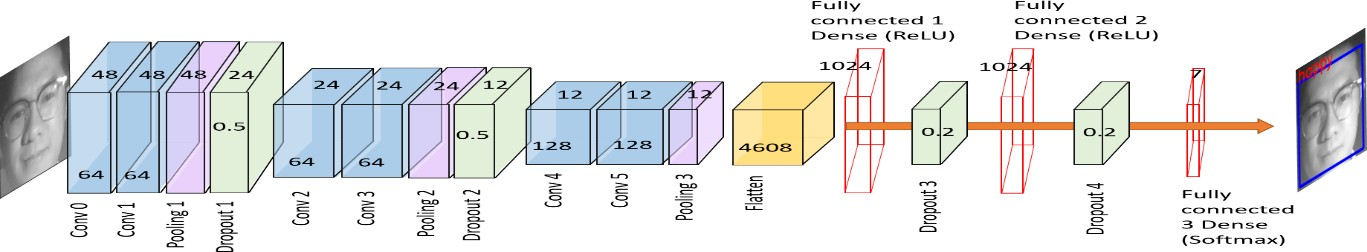 Fully
connected 1
Dense (ReLU)
Fully
connected 2
Dense (ReLU)
48
48
48
24
64
64
0.5
24
24
24
12
64
64
0.5
12
12
12
128
128
4608
1024
0.2
1024
0.2
7
happy
Conv 0
Conv 1
Pooling 1
Dropout 1
Conv 2
Conv 3
Pooling 2
Dropout 2
Conv 4
Conv 5
Pooling 3
Flatten
Dropout 3
Dropout 4
Fully
connected
3 Dense
(Softmax)